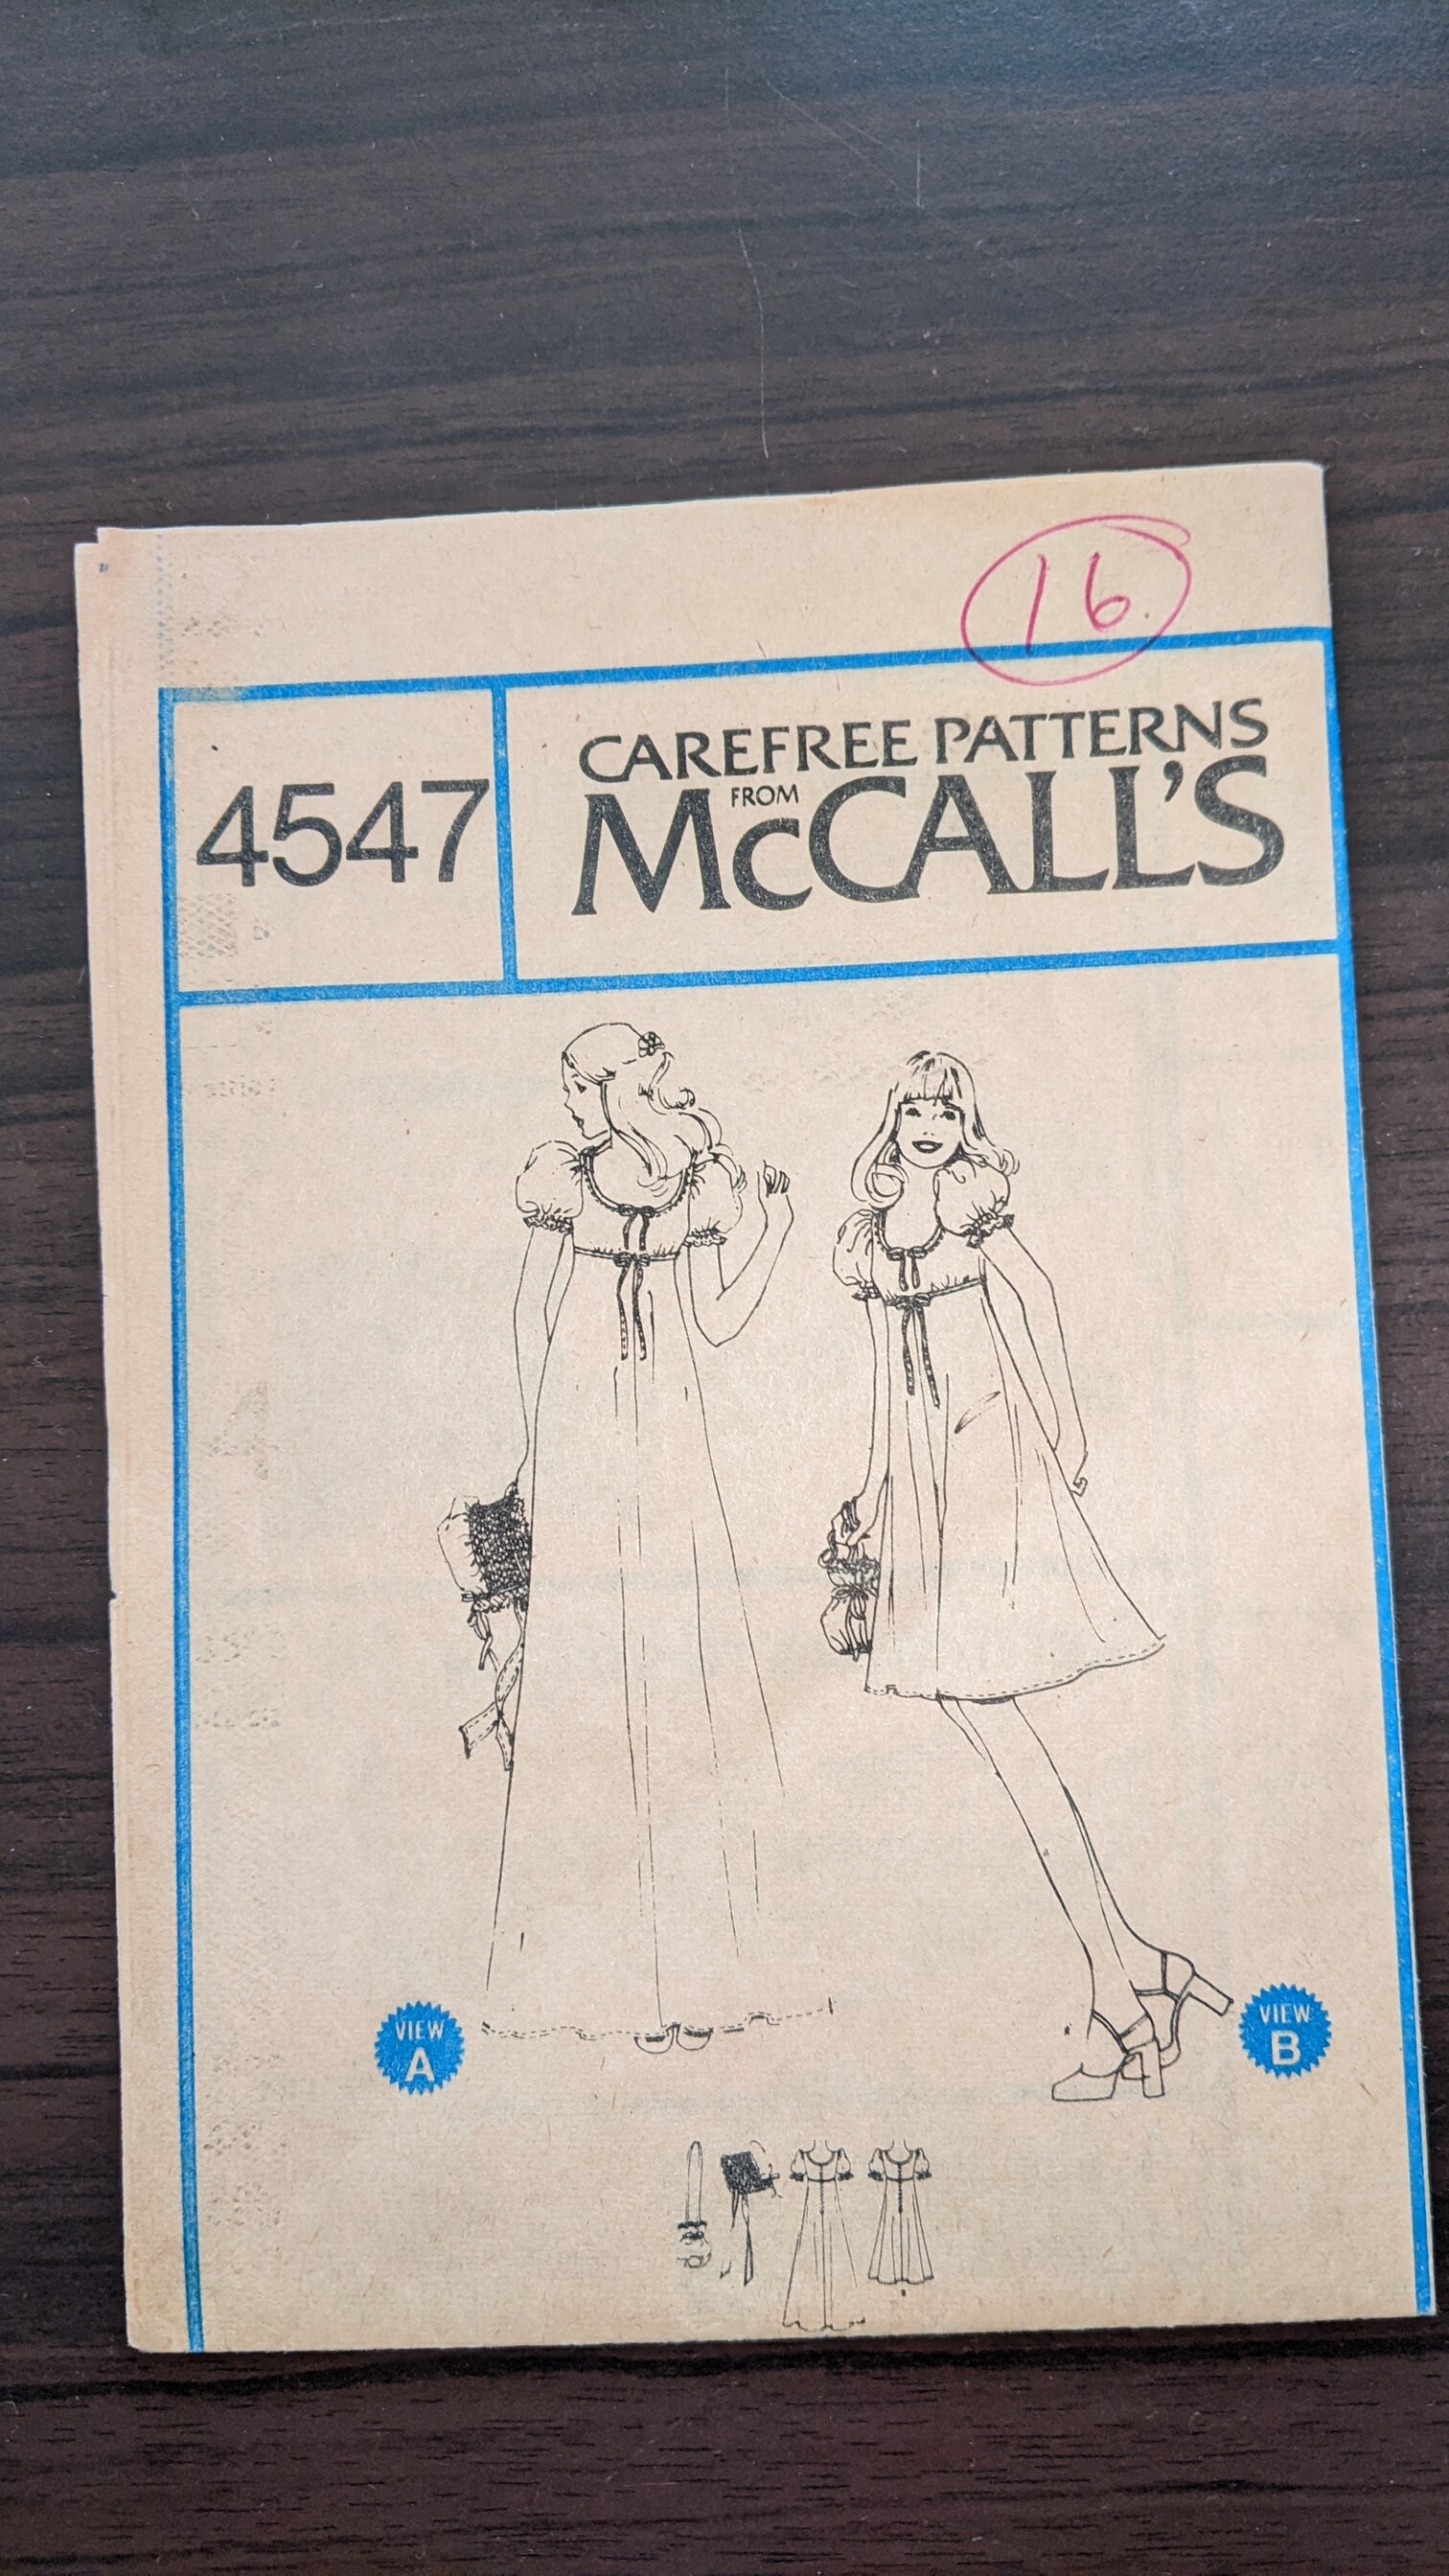 16
4547
CAREFREE PATTERNS
FROM
McCALL'S
VIEW
A
VIEW
B